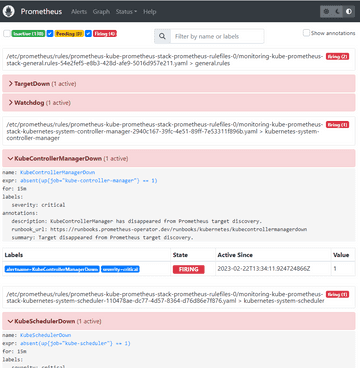 Prometheus Alerts Graph Status Help
Inactive (128) Pending (0) Firing (4) Filter by name or labels Show annotations
/etc/prometheus/rules/prometheus-kube-prometheus-stack-prometheus-rulefiles-0/monitoring-kube-prometheus- firing (2)
stack-general.rules-54e2fef5-e8b3-428d-afe9-5016d957e211.yaml > general.rules
TargetDown (1 active)
Watchdog (1 active)
/etc/prometheus/rules/prometheus-kube-prometheus-stack-prometheus-rulefiles-0/monitoring-kube-prometheus- firing (1)
stack-kubernetes-system-controller-manager-2940c167-39fc-4e51-89ff-7e53311f896b.yaml > kubernetes-system-
controller-manager
KubeControllerManagerDown (1 active)
name: KubeControllerManagerDown
expr: absent(up{job="kube-controller-manager"} == 1)
for: 15m
labels:
severity: critical
annotations:
description: KubeControllerManager has disappeared from Prometheus target discovery.
runbook_url: https://runbooks.prometheus-operator.dev/runbooks/kubernetes/kubecontrollermanagerdown
summary: Target disappeared from Prometheus target discovery.
Labels State Active Since Value
alertname=KubeControllerManagerDown severity=critical FIRING 2023-02-22T13:34:11.924724866Z 1
/etc/prometheus/rules/prometheus-kube-prometheus-stack-prometheus-rulefiles-0/monitoring-kube-prometheus- firing (1)
stack-kubernetes-system-scheduler-110478ae-dc77-4d57-8364-d76d86e7f876.yaml > kubernetes-system-scheduler
KubeSchedulerDown (1 active)
name: KubeSchedulerDown
expr: absent(up{job="kube-scheduler"} == 1)
for: 15m
labels:
severity: critical